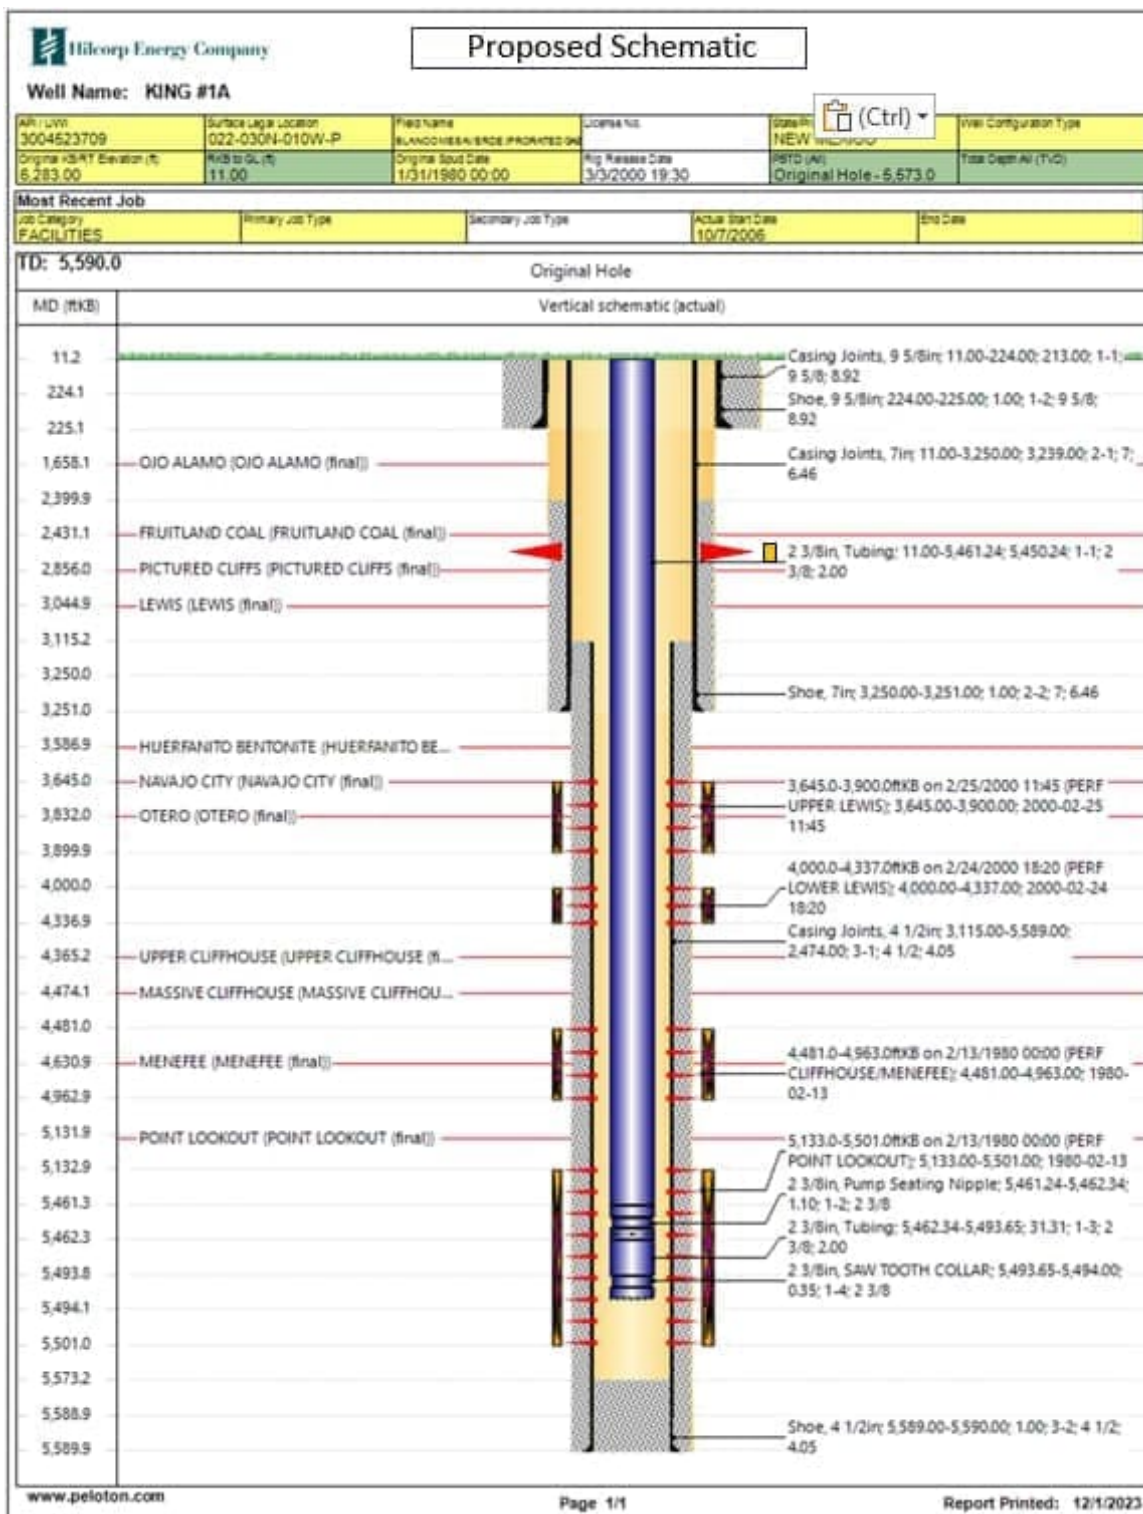 Hilcorp Energy Company
Proposed Schematic
Well Name: KING #1A
(Ctrl)
API / UWI
3004523709
Surface Legal Location
022-030N-010W-P
Field Name
License No.
NEW MEXICO
Well Configuration Type
Original KB/RT Elevation (ft)
6,283.00
RKB to GL (ft)
11.00
Original Spud Date
1/31/1980 00:00
Rig Release Date
3/3/2000 19:30
PBTD (All)
Original Hole - 5,573.0
Total Depth All (TVD)
Most Recent Job
Job Category
FACILITIES
Primary Job Type
Secondary Job Type
Actual Start Date
10/7/2006
End Date
TD: 5,590.0
Original Hole
MD (ftKB)
Vertical schematic (actual)
11.2
Casing Joints, 9 5/8in; 11.00-224.00; 213.00; 1-1;
9 5/8; 8.92
224.1
Shoe, 9 5/8in; 224.00-225.00; 1.00; 1-2; 9 5/8;
8.92
225.1
1,658.1
OJO ALAMO (OJO ALAMO (final))
Casing Joints, 7in; 11.00-3,250.00; 3,239.00; 2-1; 7;
6.46
2,399.9
2,431.1
FRUITLAND COAL (FRUITLAND COAL (final))
2 3/8in, Tubing; 11.00-5,461.24; 5,450.24; 1-1; 2
3/8; 2.00
2,856.0
PICTURED CLIFFS (PICTURED CLIFFS (final))
3,044.9
LEWIS (LEWIS (final))
3,115.2
3,250.0
Shoe, 7in; 3,250.00-3,251.00; 1.00; 2-2; 7; 6.46
3,251.0
3,586.9
HUERFANITO BENTONITE (HUERFANITO BE...
3,645.0
NAVAJO CITY (NAVAJO CITY (final))
3,645.0-3,900.0ftKB on 2/25/2000 11:45 (PERF
UPPER LEWIS); 3,645.00-3,900.00; 2000-02-25
11:45
3,832.0
OTERO (OTERO (final))
3,899.9
4,000.0
4,000.0-4,337.0ftKB on 2/24/2000 18:20 (PERF
LOWER LEWIS); 4,000.00-4,337.00; 2000-02-24
18:20
4,336.9
Casing Joints, 4 1/2in; 3,115.00-5,589.00;
2,474.00; 3-1; 4 1/2; 4.05
4,365.2
UPPER CLIFFHOUSE (UPPER CLIFFHOUSE (fi...
4,474.1
MASSIVE CLIFFHOUSE (MASSIVE CLIFFHOU...
4,481.0
4,630.9
MENEFEE (MENEFEE (final))
4,481.0-4,963.0ftKB on 2/13/1980 00:00 (PERF
CLIFFHOUSE/MENEFEE); 4,481.00-4,963.00; 1980-
02-13
4,962.9
5,131.9
POINT LOOKOUT (POINT LOOKOUT (final))
5,133.0-5,501.0ftKB on 2/13/1980 00:00 (PERF
POINT LOOKOUT); 5,133.00-5,501.00; 1980-02-13
5,132.9
2 3/8in, Pump Seating Nipple; 5,461.24-5,462.34;
1.10; 1-2; 2 3/8
5,461.3
5,462.3
2 3/8in, Tubing; 5,462.34-5,493.65; 31.31; 1-3; 2
3/8; 2.00
5,493.8
2 3/8in, SAW TOOTH COLLAR; 5,493.65-5,494.00;
0.35; 1-4; 2 3/8
5,494.1
5,501.0
5,573.2
5,588.9
Shoe, 4 1/2in; 5,589.00-5,590.00; 1.00; 3-2; 4 1/2;
4.05
5,589.9
www.peloton.com
Page 1/1
Report Printed: 12/1/2023